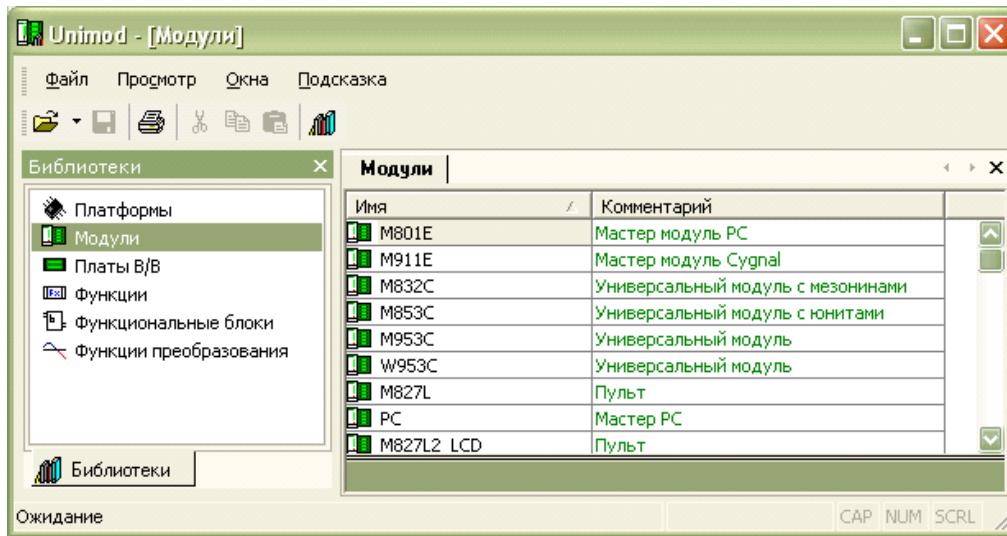 Unimod - [Модули]
Файл Просмотр Окна Подсказка
Библиотеки
Платформы
Модули
Платы В/В
Функции
Функциональные блоки
Функции преобразования
Библиотеки
Модули
Имя Комментарий
M801E Мастер модуль PC
M911E Мастер модуль Cygnal
M832C Универсальный модуль с мезонинами
M853C Универсальный модуль с юнитами
M953C Универсальный модуль
W953C Универсальный модуль
M827L Пульт
PC Мастер PC
M827L2_LCD Пульт
Ожидание CAP NUM SCRL